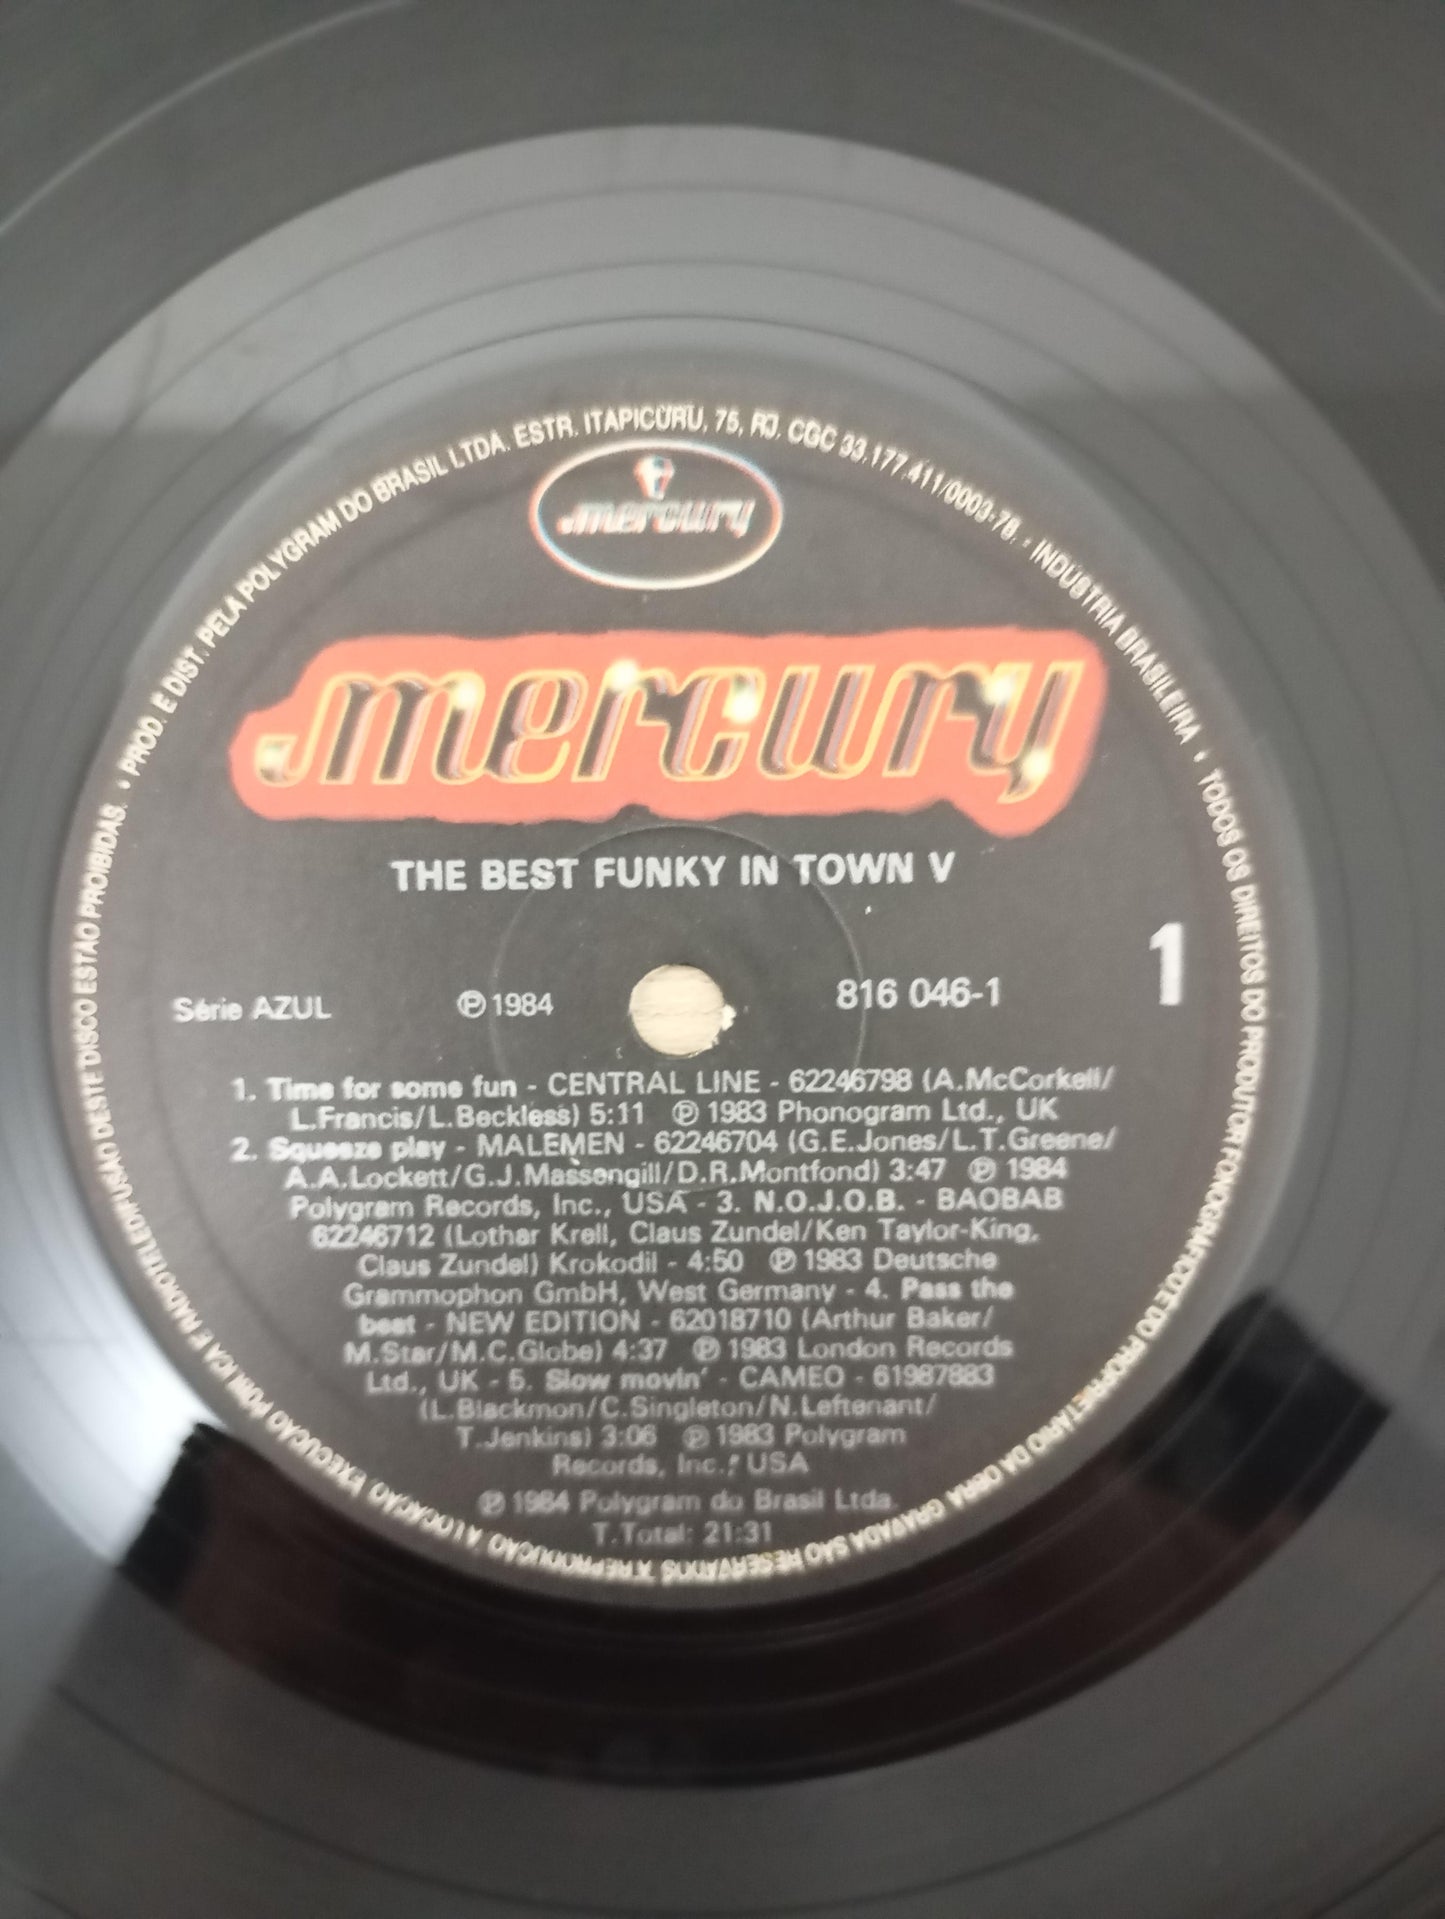 • PROD. E DIST. PELA POLYGRAM DO BRASIL LTDA. ESTR. ITAPICURU, 75, RJ. CGC 33.177.411/0003-76. - INDÚSTRIA BRASILEIRA • TODOS OS DIREITOS DO PRODUTOR FONOGRÁFICO E DO PROPRIETÁRIO DA OBRA GRAVADA SÃO RESERVADOS. A REPRODUÇÃO, A LOCAÇÃO, EXECUÇÃO PÚBLICA E RADIOTELEDIFUSÃO DESTE DISCO ESTÃO PROIBIDAS.
mercury
mercury
THE BEST FUNKY IN TOWN V
1
Série AZUL ℗ 1984 816 046-1
1. Time for some fun - CENTRAL LINE - 62246798 (A.McCorkell/
L.Francis/L.Beckless) 5:11 ℗ 1983 Phonogram Ltd., UK
2. Squeeze play - MALEMEN - 62246704 (G.E.Jones/L.T.Greene/
A.A.Lockett/G.J.Massengill/D.R.Montfond) 3:47 ℗ 1984
Polygram Records, Inc., USA - 3. N.O.J.O.B. - BAOBAB
62246712 (Lothar Krell, Claus Zundel/Ken Taylor-King,
Claus Zundel) Krokodil - 4:50 ℗ 1983 Deutsche
Grammophon GmbH, West Germany - 4. Pass the
beat - NEW EDITION - 62018710 (Arthur Baker/
M.Star/M.C.Globe) 4:37 ℗ 1983 London Records
Ltd., UK - 5. Slow movin' - CAMEO - 61987883
(L.Blackmon/C.Singleton/N.Leftenant/
T.Jenkins) 3:06 ℗ 1983 Polygram
Records, Inc., USA
℗ 1984 Polygram do Brasil Ltda.
T.Total: 21:31